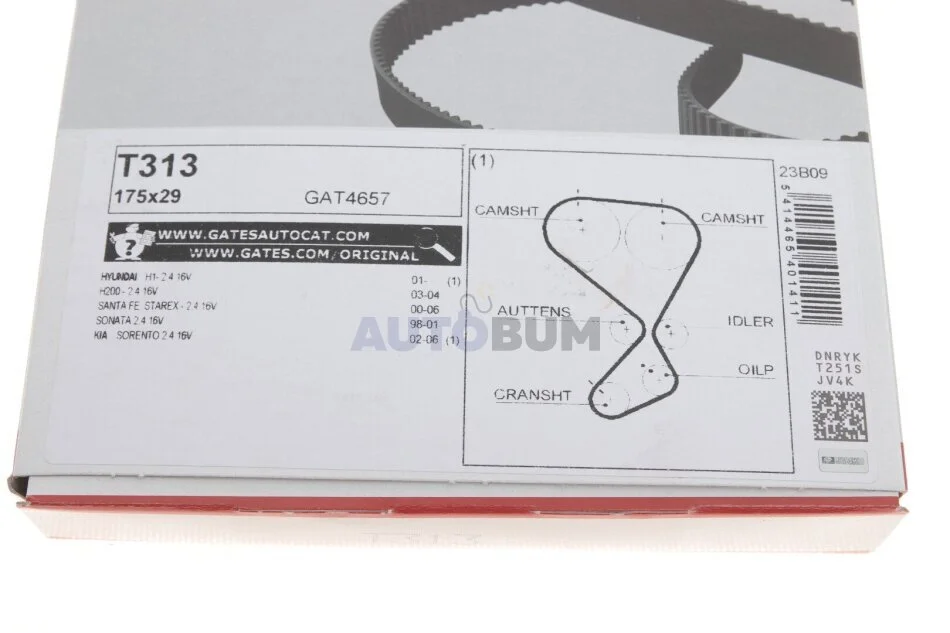 T313
175x29
GAT4657
?
WWW.GATESAUTOCAT.COM
WWW.GATES.COM/ORIGINAL
HYUNDAI H1- 2.4 16V 01- (1)
H200 - 2.4 16V 03-04
SANTA FE, STAREX - 2.4 16V 00-06
SONATA 2.4 16V 98-01
KIA SORENTO 2.4 16V 02-06 (1)
(1)
CAMSHT
CAMSHT
AUTTENS
IDLER
OILP
CRANSHT
23B09
5 414465 401411
DNRYK
T251S
JV4K
AUTOBUM